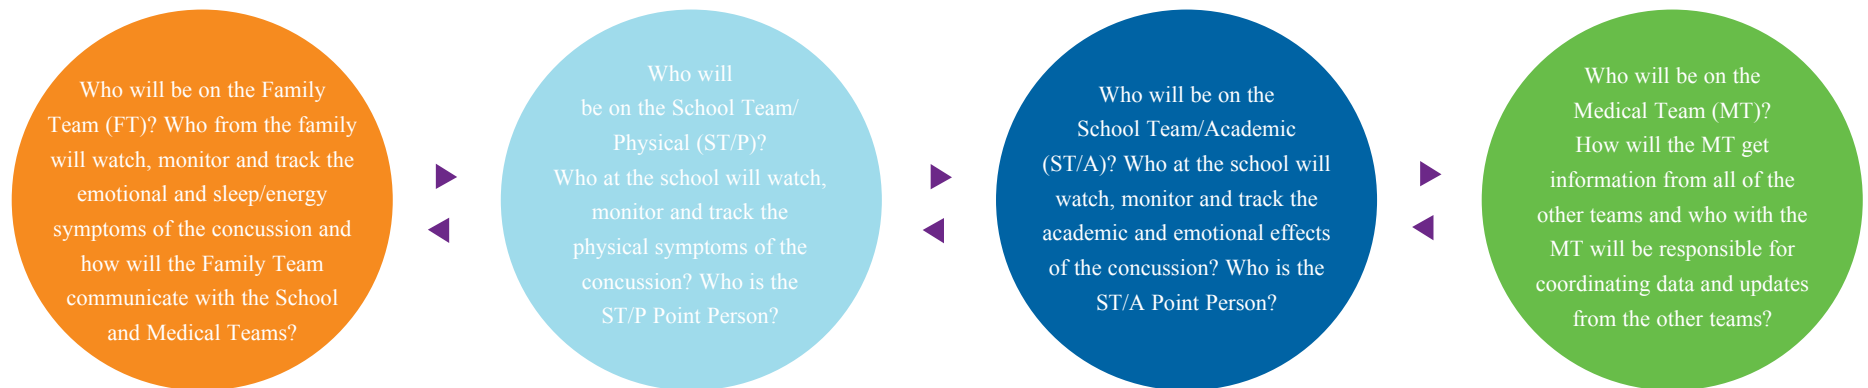 Who will be on the Family
Team (FT)? Who from the family
will watch, monitor and track the
emotional and sleep/energy
symptoms of the concussion and
how will the Family Team
communicate with the School
and Medical Teams?
Who will
be on the School Team/
Physical (ST/P)?
Who at the school will watch,
monitor and track the
physical symptoms of the
concussion? Who is the
ST/P Point Person?
Who will be on the
School Team/Academic
(ST/A)? Who at the school will
watch, monitor and track the
academic and emotional effects
of the concussion? Who is the
ST/A Point Person?
Who will be on the
Medical Team (MT)?
How will the MT get
information from all of the
other teams and who with the
MT will be responsible for
coordinating data and updates
from the other teams?